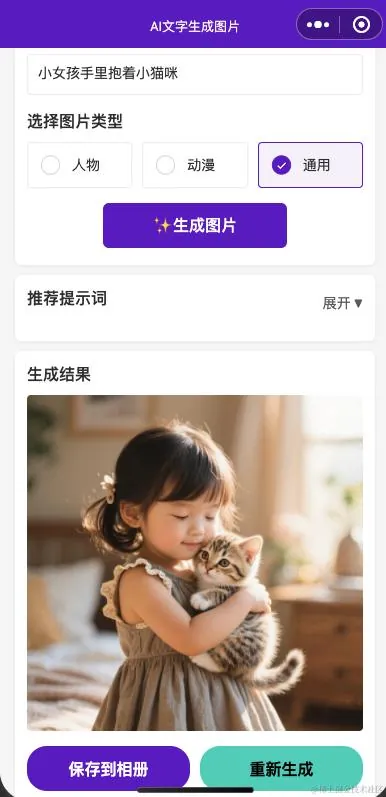 AI文字生成图片
小女孩手里抱着小猫咪
选择图片类型
人物
动漫
通用
✨生成图片
推荐提示词
展开 ▼
生成结果
保存到相册
重新生成
@稀土掘金技术社区